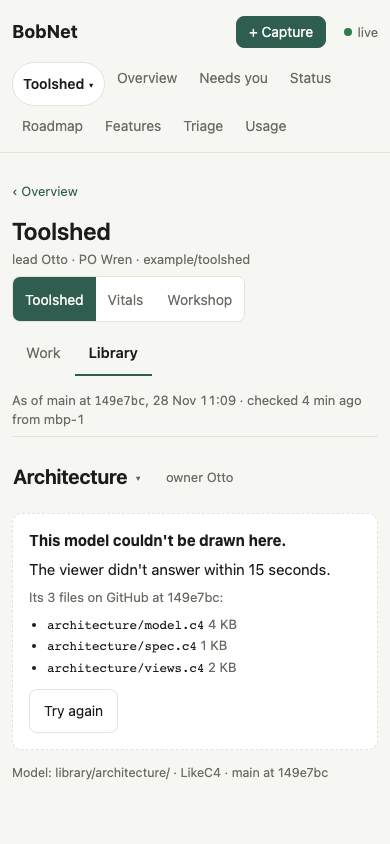 BobNet
+ Capture
live
Toolshed ▾
Overview
Needs you
Status
Roadmap
Features
Triage
Usage
‹ Overview
Toolshed
lead Otto · PO Wren · example/toolshed
Toolshed
Vitals
Workshop
Work
Library
As of main at 149e7bc, 28 Nov 11:09 · checked 4 min ago
from mbp-1
Architecture ▾
owner Otto
This model couldn't be drawn here.
The viewer didn't answer within 15 seconds.
Its 3 files on GitHub at 149e7bc:
• architecture/model.c4 4 KB
• architecture/spec.c4 1 KB
• architecture/views.c4 2 KB
Try again
Model: library/architecture/ · LikeC4 · main at 149e7bc